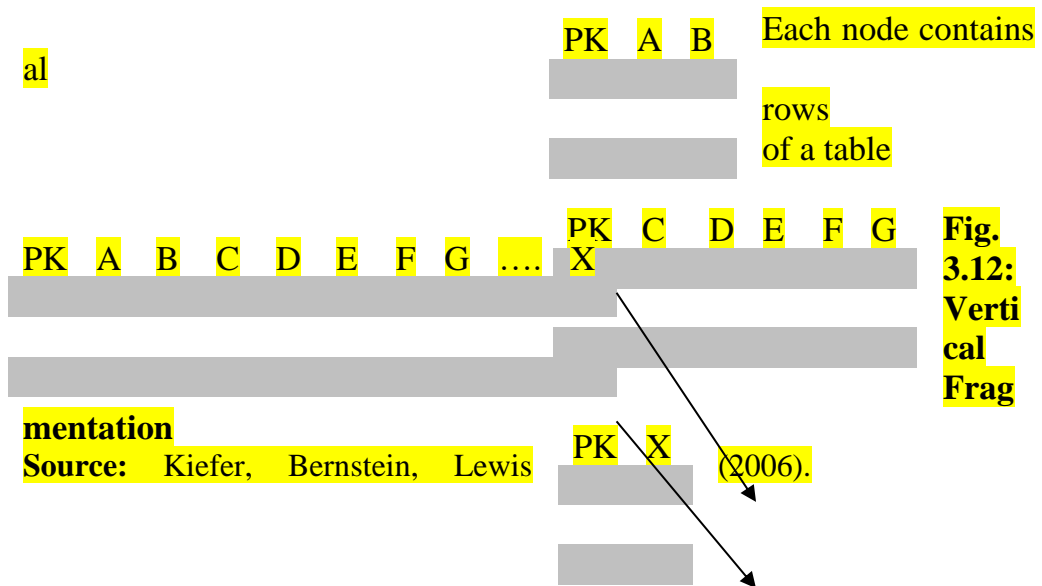 PK A B
Each node contains
al
rows
of a table
PK C D E F G
PK A B C D E F G …. X
Fig.
3.12:
Verti
cal
Frag
mentation
PK X
Source: Kiefer, Bernstein, Lewis (2006).